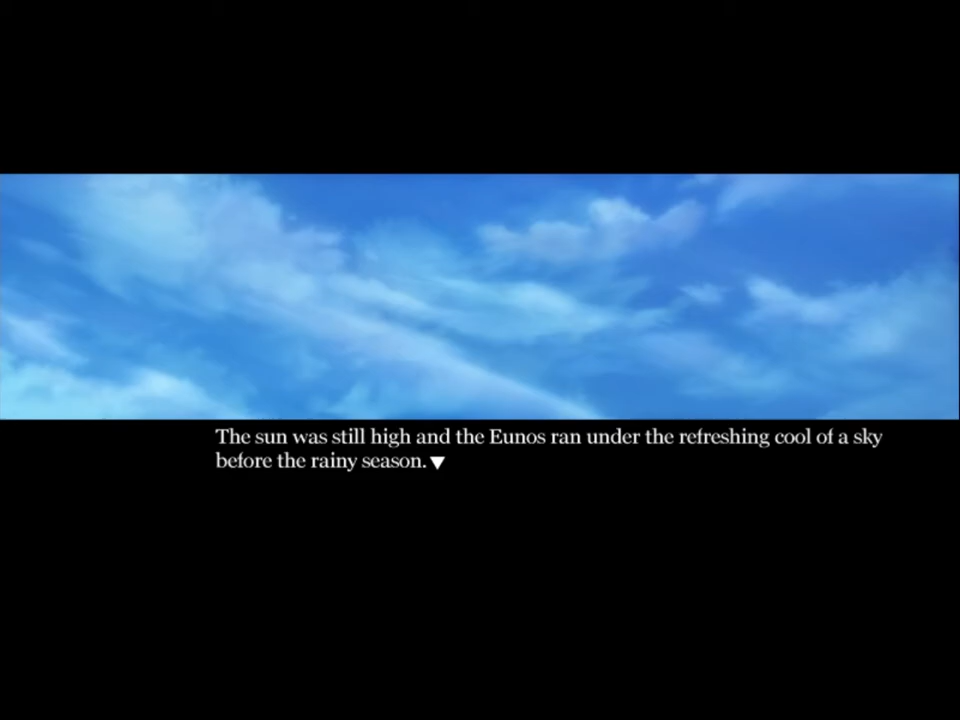 The sun was still high and the Eunos ran under the refreshing cool of a sky
before the rainy season.